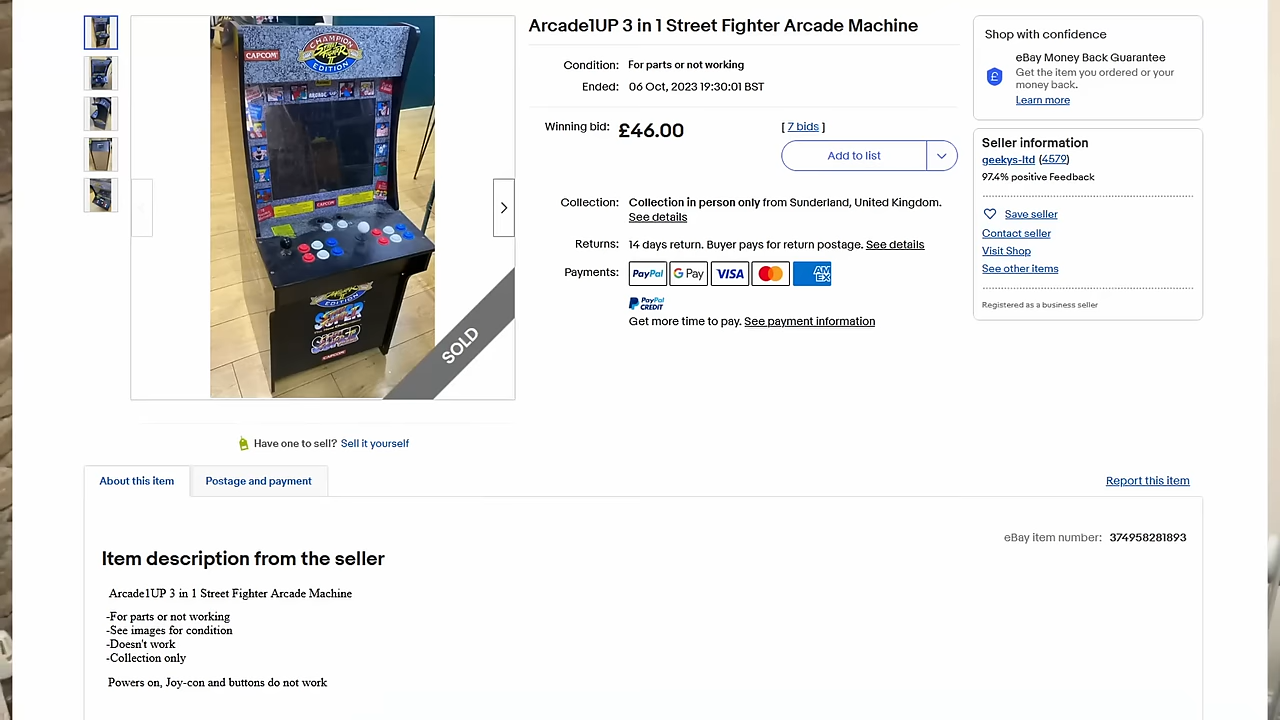 Arcade1UP 3 in 1 Street Fighter Arcade Machine
Condition: For parts or not working
Ended: 06 Oct, 2023 19:30:01 BST
Winning bid: £46.00 [ 7 bids ]
Add to list
Collection: Collection in person only from Sunderland, United Kingdom.
See details
Returns: 14 days return. Buyer pays for return postage. See details
Payments: PayPal G Pay VISA AM EX
PayPal CREDIT
Get more time to pay. See payment information
Shop with confidence
eBay Money Back Guarantee
Get the item you ordered or your
money back.
Learn more
Seller information
geekys-ltd (4579)
97.4% positive Feedback
Save seller
Contact seller
Visit Shop
See other items
Registered as a business seller
CHAMPION
II
EDITION
CAPCOM
CAPCOM
EDITION
SUPER
SUPER
CAPCOM
SOLD
Have one to sell? Sell it yourself
About this item
Postage and payment
Report this item
eBay item number: 374958281893
Item description from the seller
Arcade1UP 3 in 1 Street Fighter Arcade Machine
-For parts or not working
-See images for condition
-Doesn't work
-Collection only
Powers on, Joy-con and buttons do not work